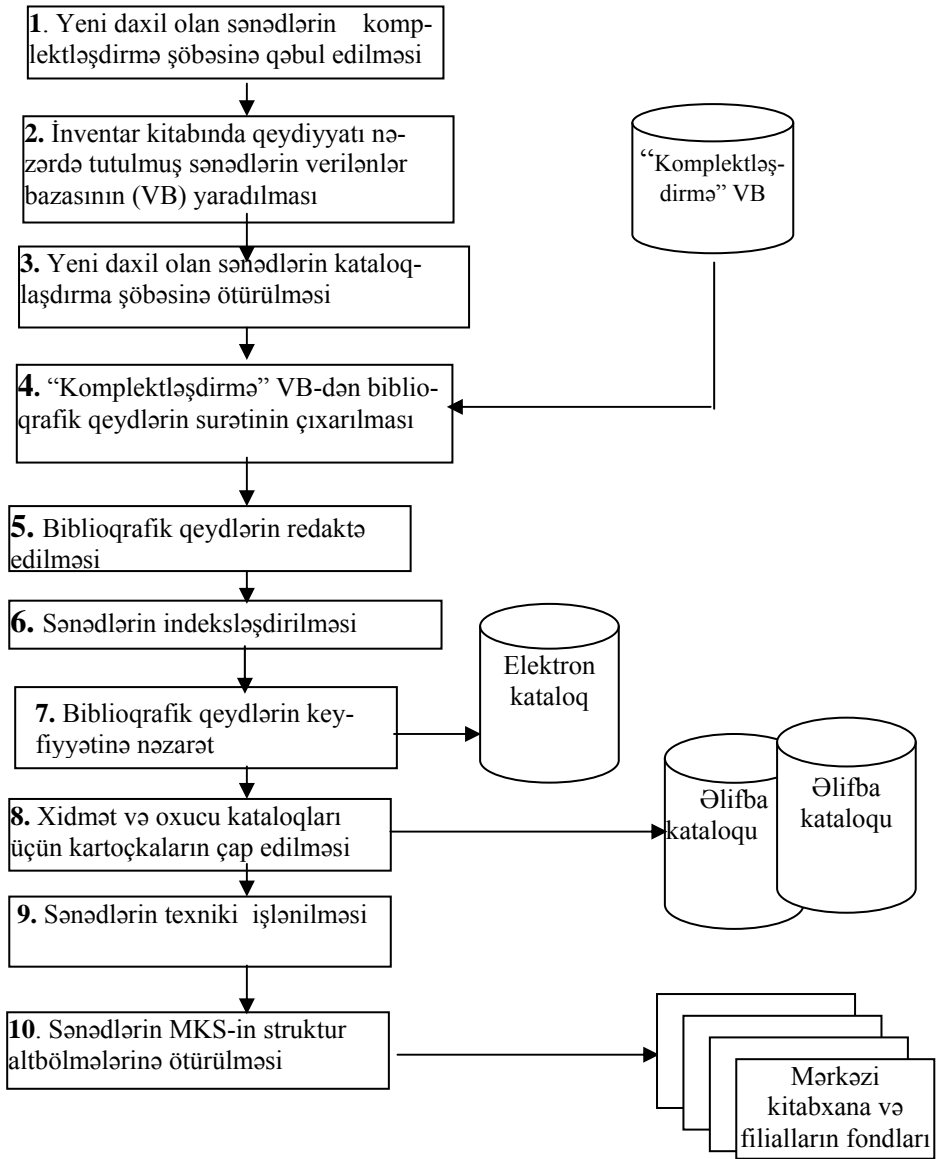 1. Yeni daxil olan sənədlərin komp-
lektləşdirmə şöbəsinə qəbul edilməsi
2. İnventar kitabında qeydiyyatı nə-
zərdə tutulmuş sənədlərin verilənlər
bazasının (VB) yaradılması
“Komplektləş-
dirmə” VB
3. Yeni daxil olan sənədlərin kataloq-
laşdırma şöbəsinə ötürülməsi
4. “Komplektləşdirmə” VB-dən biblio-
qrafik qeydlərin surətinin çıxarılması
5. Biblioqrafik qeydlərin redaktə
edilməsi
6. Sənədlərin indeksləşdirilməsi
Elektron
kataloq
7. Biblioqrafik qeydlərin key-
fiyyətinə nəzarət
8. Xidmət və oxucu kataloqları
üçün kartoçkaların çap edilməsi
Əlifba
kataloqu
Əlifba
kataloqu
9. Sənədlərin texniki işlənilməsi
10. Sənədlərin MKS-in struktur
altbölmələrinə ötürülməsi
Mərkəzi
kitabxana və
filialların fondları